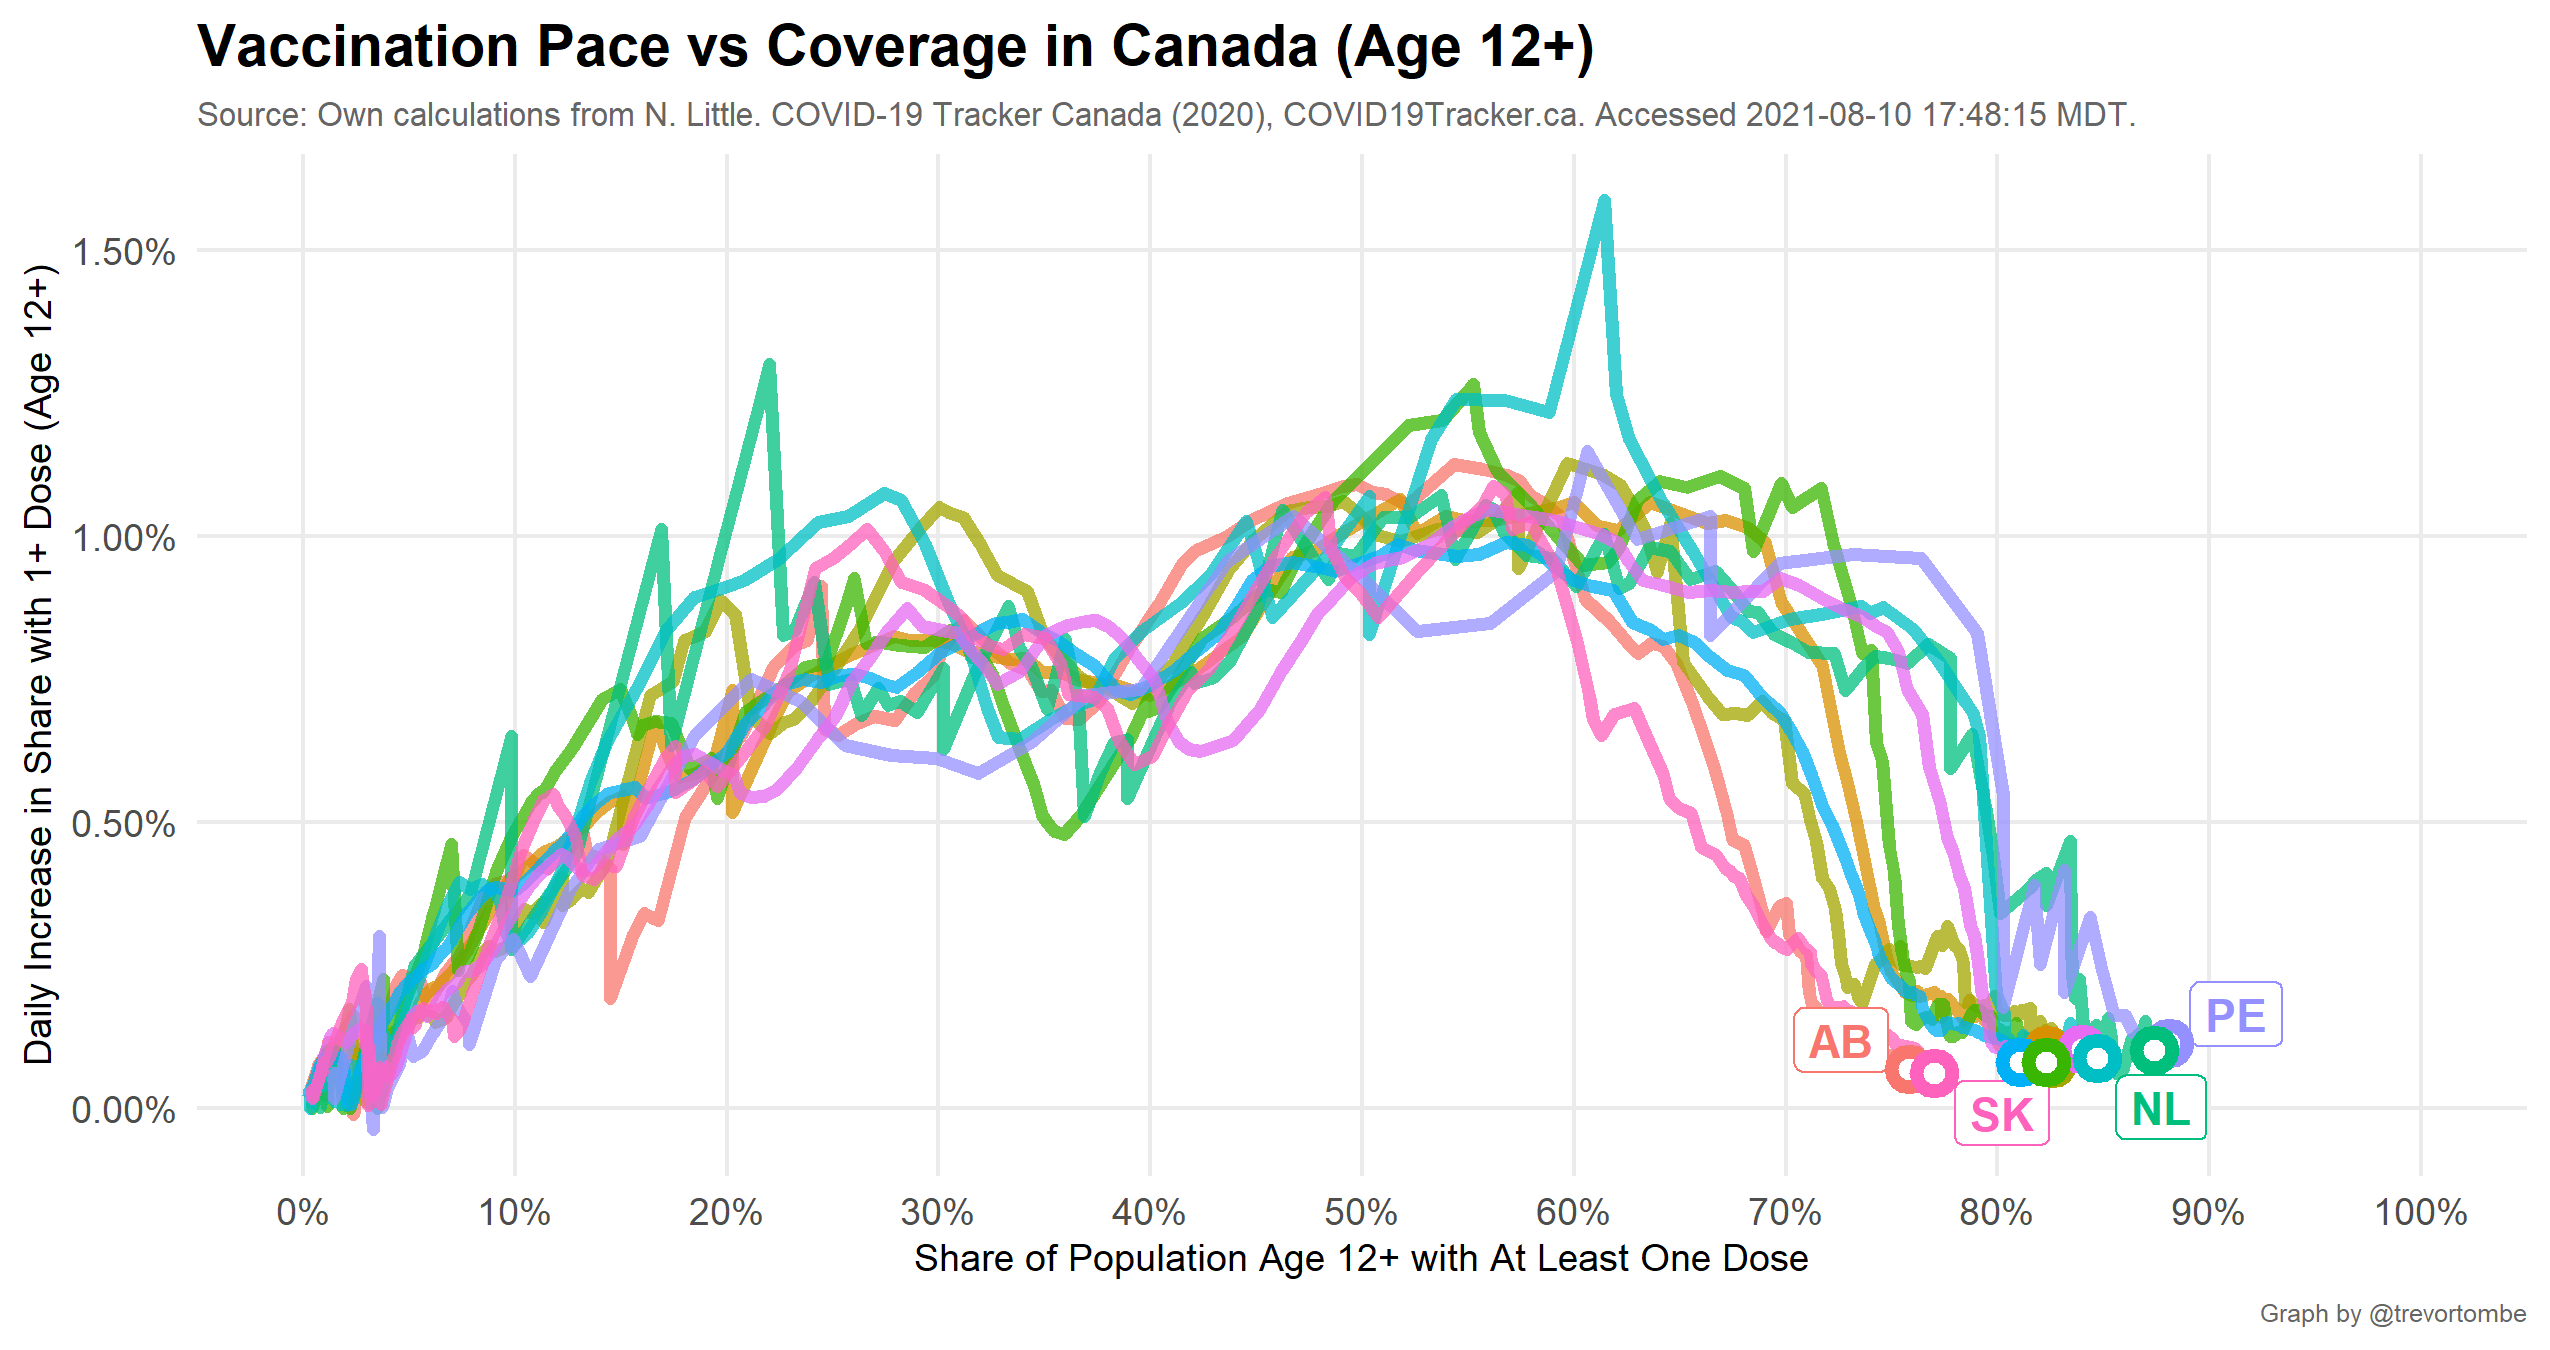 Vaccination Pace vs Coverage in Canada (Age 12+)
Source: Own calculations from N. Little. COVID-19 Tracker Canada (2020), COVID19Tracker.ca. Accessed 2021-08-10 17:48:15 MDT.
Daily Increase in Share with 1+ Dose (Age 12+)
1.50%
1.00%
0.50%
0.00%
AB
SK
NL
PE
0% 10% 20% 30% 40% 50% 60% 70% 80% 90% 100%
Share of Population Age 12+ with At Least One Dose
Graph by @trevortombe